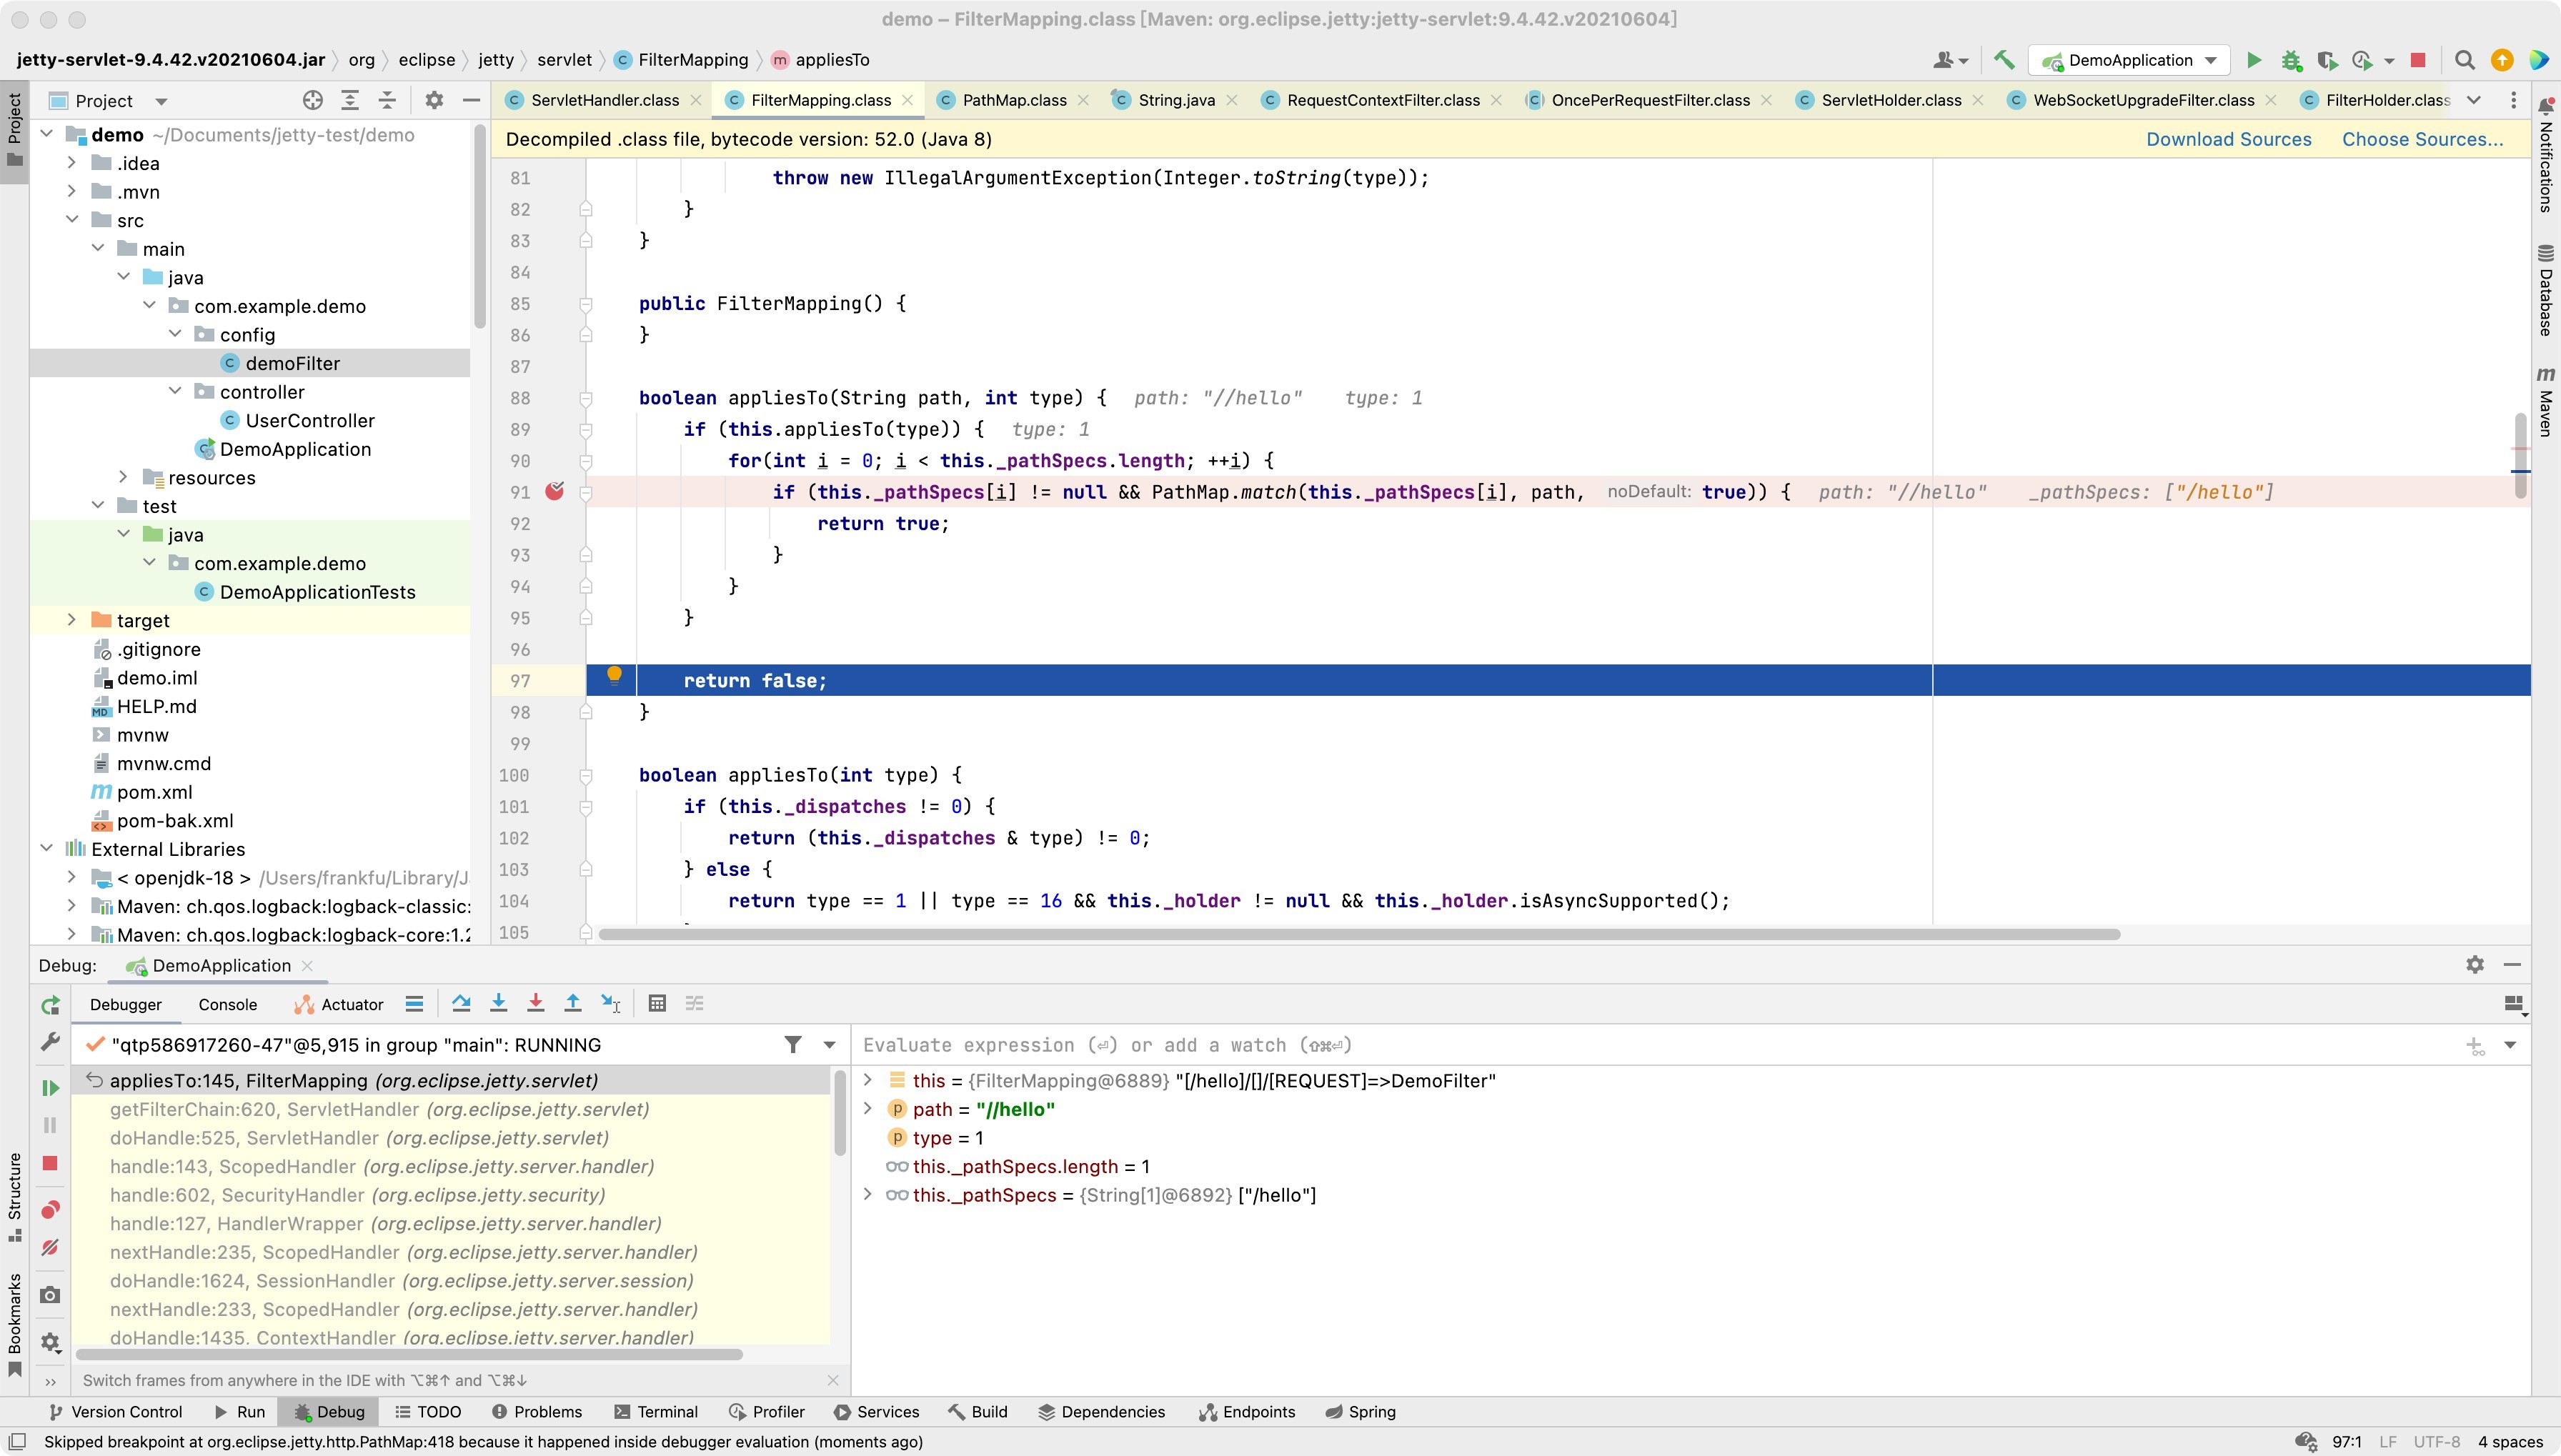 demo – FilterMapping.class [Maven: org.eclipse.jetty:jetty-servlet:9.4.42.v20210604]
jetty-servlet-9.4.42.v20210604.jar org eclipse jetty servlet FilterMapping appliesTo DemoApplication
Project ServletHandler.class FilterMapping.class PathMap.class String.java RequestContextFilter.class OncePerRequestFilter.class ServletHolder.class WebSocketUpgradeFilter.class FilterHolder.class
Decompiled .class file, bytecode version: 52.0 (Java 8) Download Sources Choose Sources...
Project
Structure
Bookmarks
Notifications
Database
Maven
demo ~/Documents/jetty-test/demo
.idea
.mvn
src
main
java
com.example.demo
config
demoFilter
controller
UserController
DemoApplication
resources
test
java
com.example.demo
DemoApplicationTests
target
.gitignore
demo.iml
HELP.md
mvnw
mvnw.cmd
pom.xml
pom-bak.xml
External Libraries
< openjdk-18 > /Users/frankfu/Library/J
Maven: ch.qos.logback:logback-classic:
Maven: ch.qos.logback:logback-core:1.2
81 throw new IllegalArgumentException(Integer.toString(type));
82 }
83 }
84
85 public FilterMapping() {
86 }
87
88 boolean appliesTo(String path, int type) { path: "//hello" type: 1
89 if (this.appliesTo(type)) { type: 1
90 for(int i = 0; i < this._pathSpecs.length; ++i) {
91 if (this._pathSpecs[i] != null && PathMap.match(this._pathSpecs[i], path, noDefault: true)) { path: "//hello" _pathSpecs: ["/hello"]
92 return true;
93 }
94 }
95 }
96
97 return false;
98 }
99
100 boolean appliesTo(int type) {
101 if (this._dispatches != 0) {
102 return (this._dispatches & type) != 0;
103 } else {
104 return type == 1 || type == 16 && this._holder != null && this._holder.isAsyncSupported();
105
Debug: DemoApplication
Debugger Console Actuator
"qtp586917260-47"@5,915 in group "main": RUNNING
appliesTo:145, FilterMapping (org.eclipse.jetty.servlet)
getFilterChain:620, ServletHandler (org.eclipse.jetty.servlet)
doHandle:525, ServletHandler (org.eclipse.jetty.servlet)
handle:143, ScopedHandler (org.eclipse.jetty.server.handler)
handle:602, SecurityHandler (org.eclipse.jetty.security)
handle:127, HandlerWrapper (org.eclipse.jetty.server.handler)
nextHandle:235, ScopedHandler (org.eclipse.jetty.server.handler)
doHandle:1624, SessionHandler (org.eclipse.jetty.server.session)
nextHandle:233, ScopedHandler (org.eclipse.jetty.server.handler)
doHandle:1435, ContextHandler (org.eclipse.jetty.server.handler)
Switch frames from anywhere in the IDE with ⌥⌘↑ and ⌥⌘↓
Evaluate expression (⏎) or add a watch (⇧⌘⏎)
this = {FilterMapping@6889} "[/hello]/[]/[REQUEST]=>DemoFilter"
path = "//hello"
type = 1
this._pathSpecs.length = 1
this._pathSpecs = {String[1]@6892} ["/hello"]
Version Control Run Debug TODO Problems Terminal Profiler Services Build Dependencies Endpoints Spring
Skipped breakpoint at org.eclipse.jetty.http.PathMap:418 because it happened inside debugger evaluation (moments ago) 97:1 LF UTF-8 4 spaces